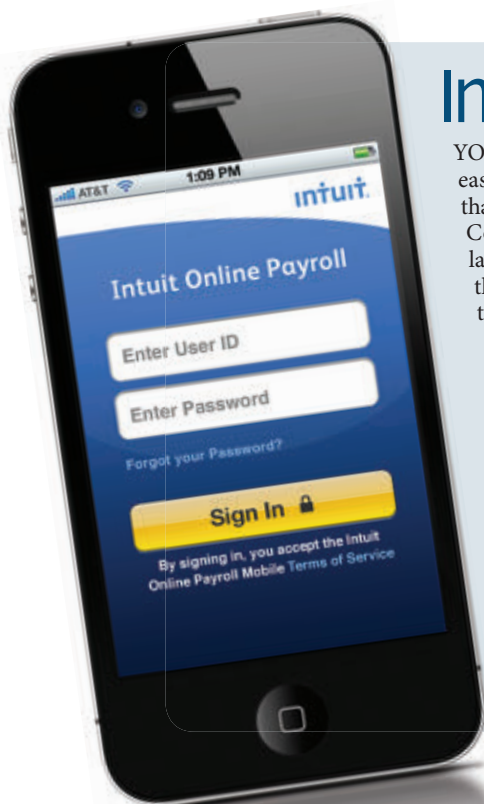 AT&T
1:09 PM
intuit.
Intuit Online Payroll
Enter User ID
Enter Password
Forgot your Password?
Sign In
By signing in, you accept the Intuit
Online Payroll Mobile Terms of Service
In
YO
eas
tha
Co
la
th
t